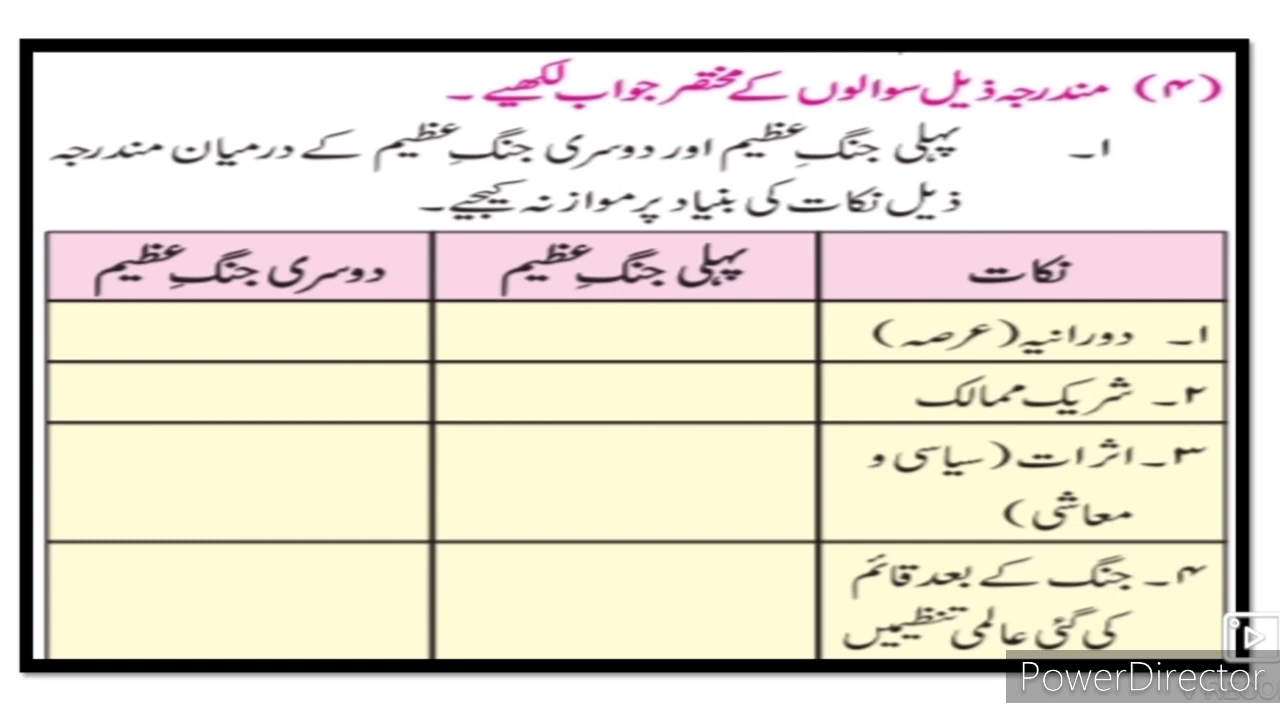 (۴) مندرجہ ذیل سوالوں کے مختصر جواب لکھیے۔
۱۔ پہلی جنگِ عظیم اور دوسری جنگِ عظیم کے درمیان مندرجہ
ذیل نکات کی بنیاد پر موازنہ کیجیے۔
نکات پہلی جنگِ عظیم دوسری جنگِ عظیم
۱۔ دورانیہ (عرصہ)
۲۔ شریک ممالک
۳۔ اثرات (سیاسی و
معاشی)
۴۔ جنگ کے بعد قائم
کی گئی عالمی تنظیمیں
PowerDirector